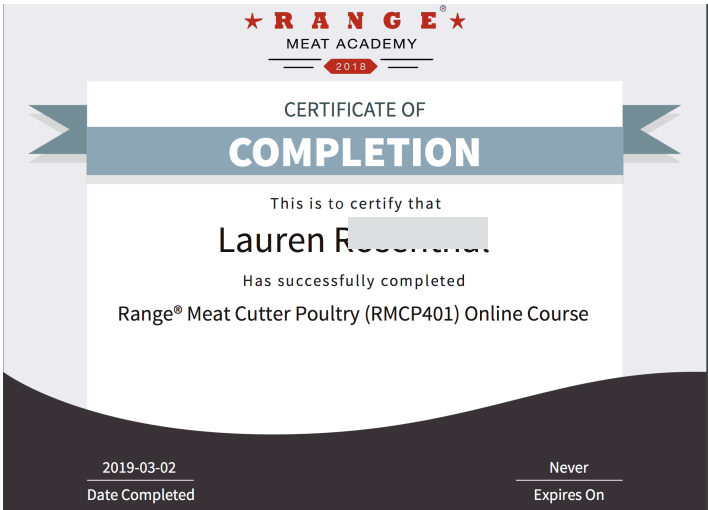 RANGE®
MEAT ACADEMY
2018
CERTIFICATE OF
COMPLETION
This is to certify that
Lauren
Has successfully completed
Range® Meat Cutter Poultry (RMCP401) Online Course
2019-03-02
Date Completed
Never
Expires On